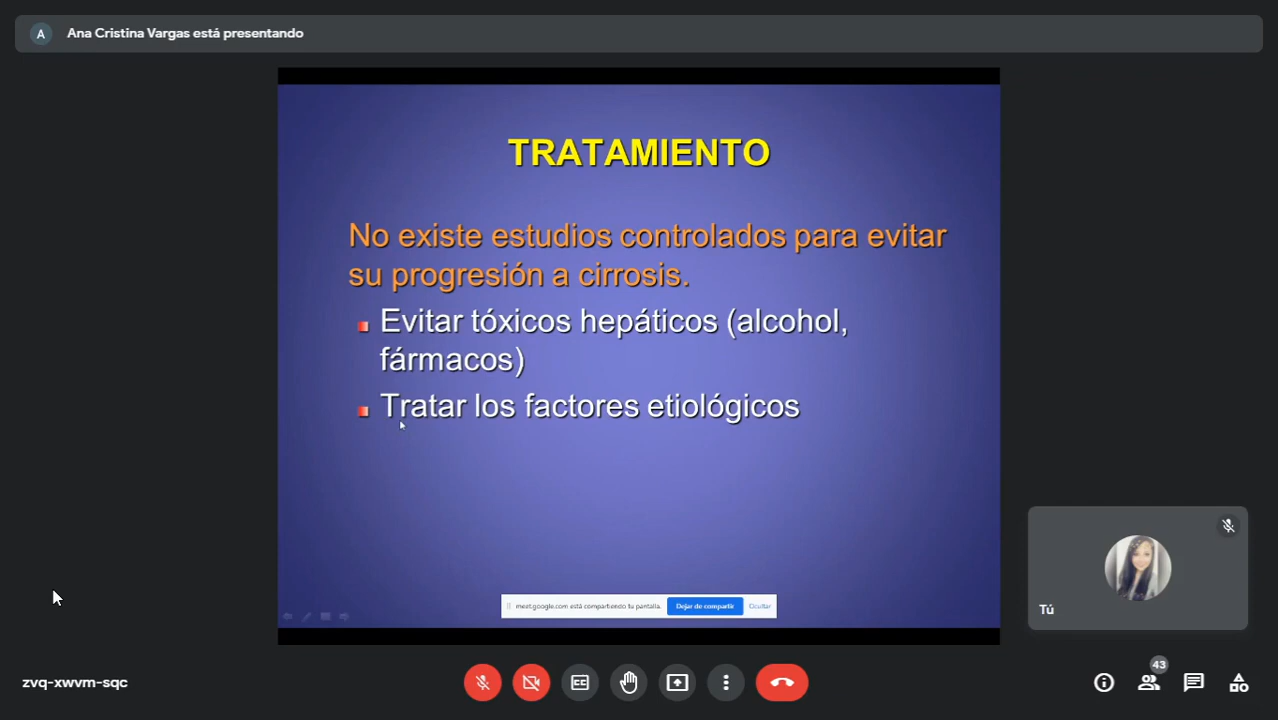 A
Ana Cristina Vargas está presentando
TRATAMIENTO
No existe estudios controlados para evitar
su progresión a cirrosis.
Evitar tóxicos hepáticos (alcohol,
fármacos)
Tratar los factores etiológicos
meet.google.com está compartiendo tu pantalla.
Dejar de compartir
Ocultar
Tú
zvq-xwvm-sqc
CC
43